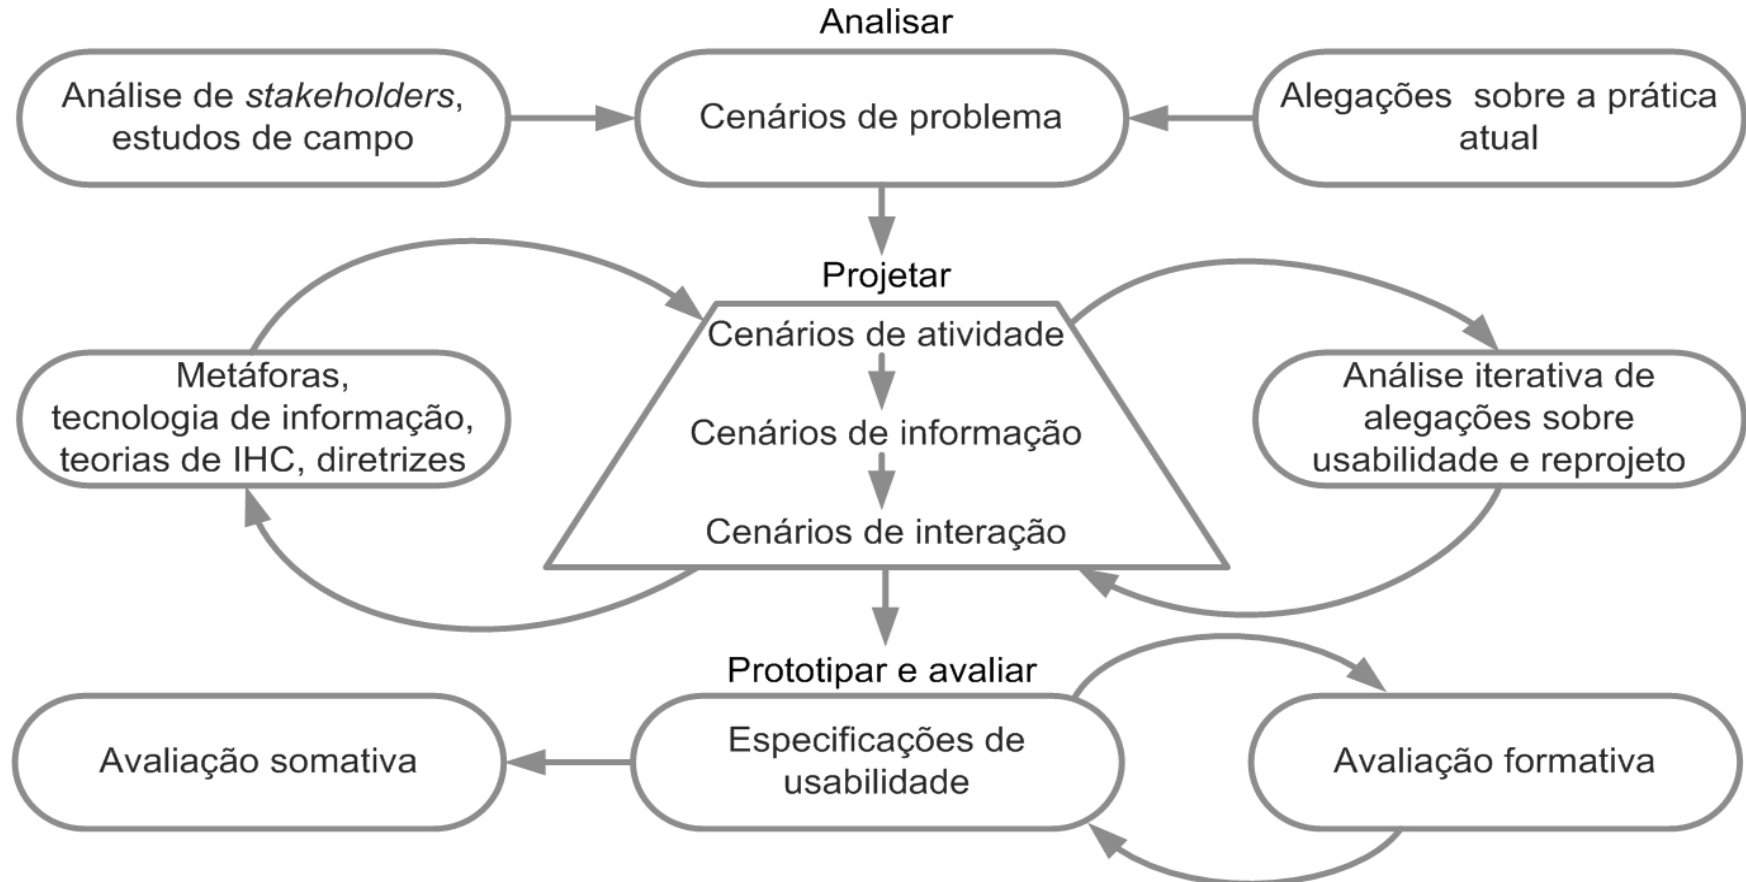 Analisar
Análise de stakeholders,
estudos de campo
Cenários de problema
Alegações sobre a prática
atual
Projetar
Cenários de atividade
Cenários de informação
Cenários de interação
Metáforas,
tecnologia de informação,
teorias de IHC, diretrizes
Análise iterativa de
alegações sobre
usabilidade e reprojeto
Prototipar e avaliar
Avaliação somativa
Especificações de
usabilidade
Avaliação formativa